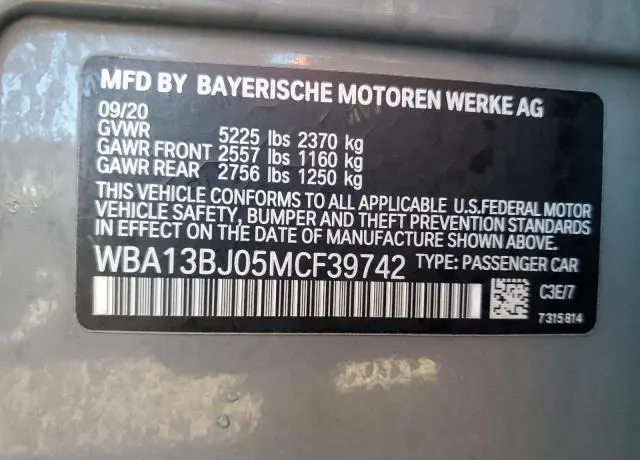 MFD BY BAYERISCHE MOTOREN WERKE AG
09/20
GVWR 5225 lbs 2370 kg
GAWR FRONT 2557 lbs 1160 kg
GAWR REAR 2756 lbs 1250 kg
THIS VEHICLE CONFORMS TO ALL APPLICABLE U.S.FEDERAL MOTOR
VEHICLE SAFETY, BUMPER AND THEFT PREVENTION STANDARDS
IN EFFECT ON THE DATE OF MANUFACTURE SHOWN ABOVE.
WBA13BJ05MCF39742 TYPE: PASSENGER CAR
C3E/7
7315814